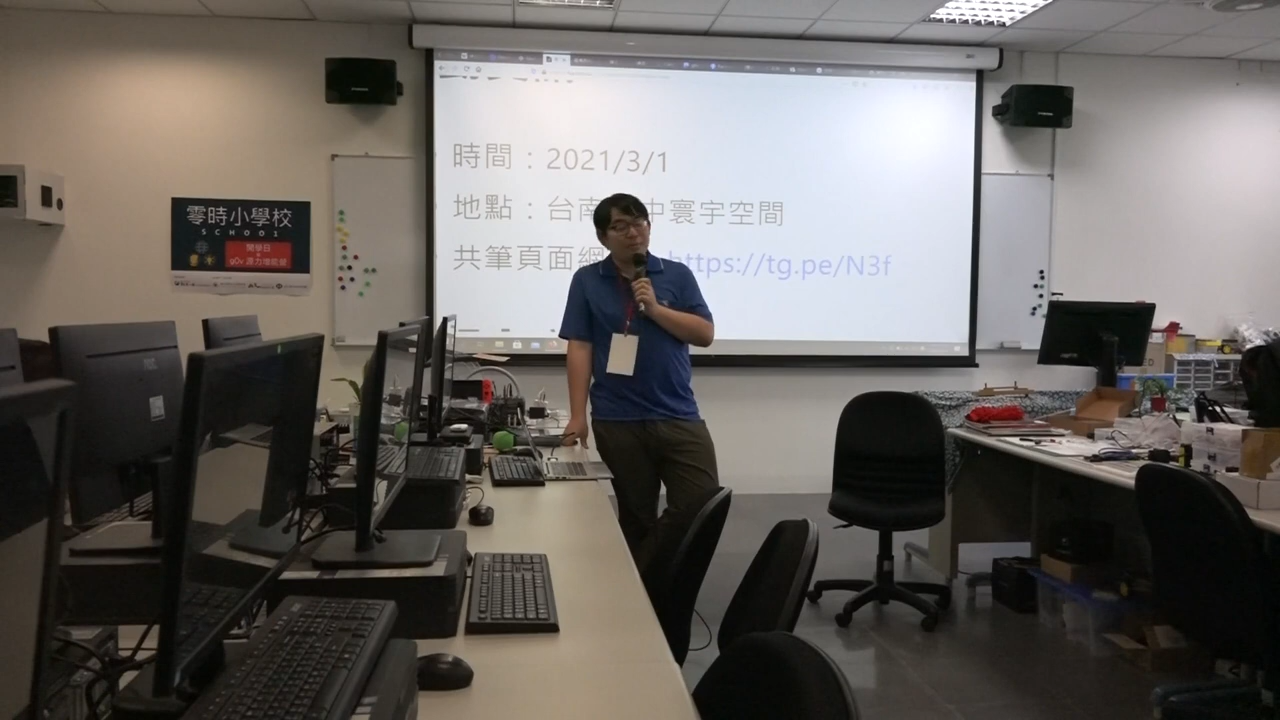 時間：2021/3/1
地點：台南 中寰宇空間
共筆頁面網 https://tg.pe/N3f
零時小學校
SCHOO1
開學日
g0v 源力增能營